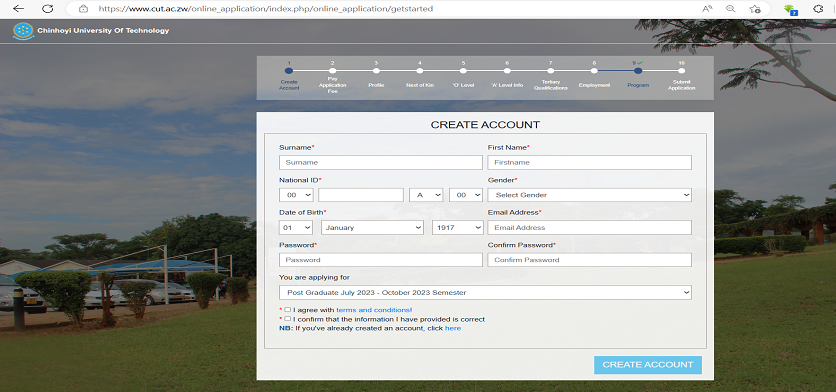 https://www.cut.ac.zw/online_application/index.php/online_application/getstarted
Chinhoyi University Of Technology
1 2 3 4 5 6 7 8 9 10
Create Account
Pay Application Fee
Profile
Next of Kin
'O' Level
'A' Level Info
Tertiary Qualifications
Employment
Program
Submit Application
CREATE ACCOUNT
Surname* First Name*
Surname Firstname
National ID* Gender*
00 A 00 Select Gender
Date of Birth* Email Address*
01 January 1917 Email Address
Password* Confirm Password*
Password Confirm Password
You are applying for
Post Graduate July 2023 - October 2023 Semester
* I agree with terms and conditions!
* I confirm that the information I have provided is correct
NB: If you've already created an account, click here
CREATE ACCOUNT